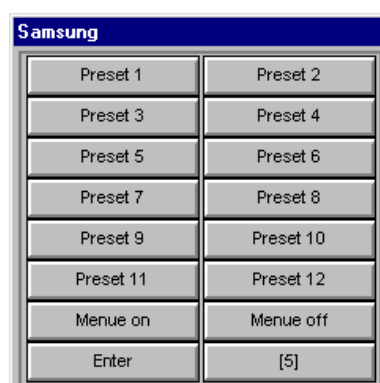 Samsung
Preset 1 Preset 2
Preset 3 Preset 4
Preset 5 Preset 6
Preset 7 Preset 8
Preset 9 Preset 10
Preset 11 Preset 12
Menue on Menue off
Enter [5]